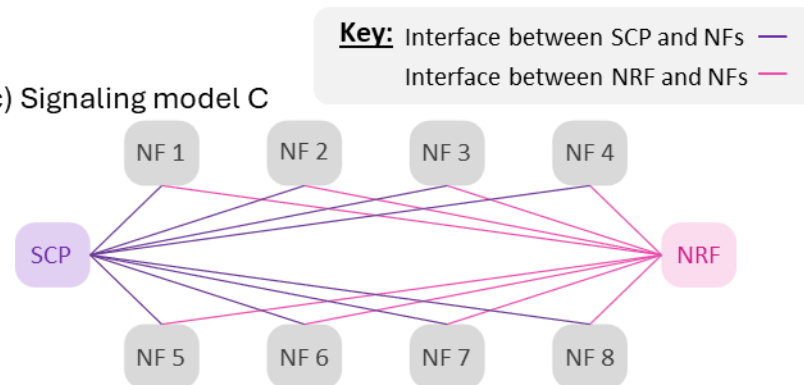 Key: Interface between SCP and NFs
Interface between NRF and NFs
c) Signaling model C
NF 1
NF 2
NF 3
NF 4
SCP
NRF
NF 5
NF 6
NF 7
NF 8